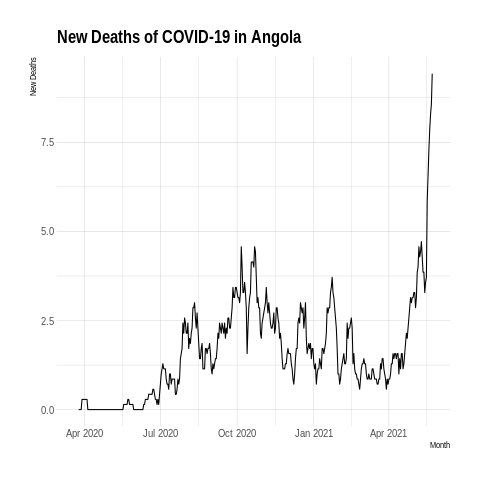 New Deaths of COVID-19 in Angola
New Deaths
7.5
5.0
2.5
0.0
Apr 2020 Jul 2020 Oct 2020 Jan 2021 Apr 2021
Month